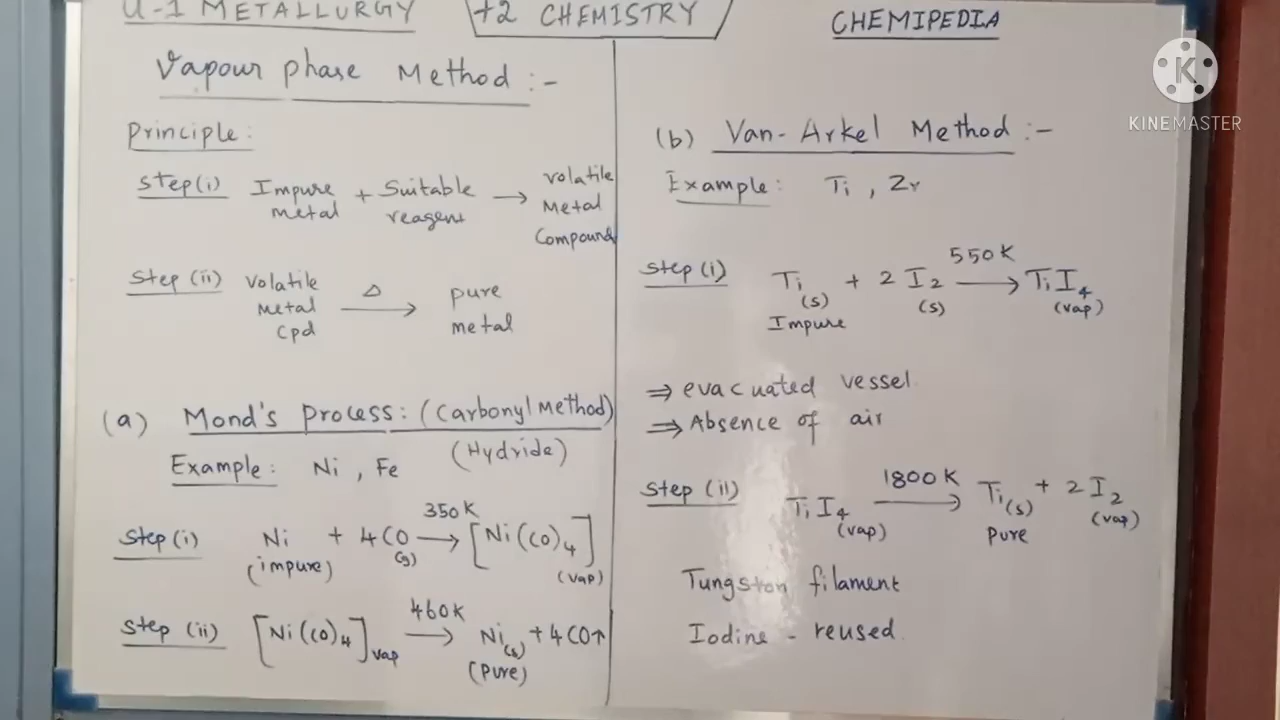 U-1 METALLURGY
+2 CHEMISTRY
CHEMIPEDIA
Vapour phase Method :-
Principle:
Step(i) Impure metal + Suitable reagent → volatile Metal Compound
Step (ii) Volatile Metal Cpd △→ pure metal
(a) Mond's process: (Carbonyl Method)
(Hydride)
Example: Ni , Fe
Step(i) Ni (impure) + 4CO(g) 350K→ [Ni(CO)4](vap)
Step (ii) [Ni(CO)4]vap 460K→ Ni(s) (pure) + 4CO↑
(b) Van-Arkel Method :-
Example: Ti , Zr
Step(i) Ti(s) Impure + 2 I2(s) 550K→ TiI4(vap)
⇒ evacuated vessel
⇒ Absence of air
Step (ii) TiI4(vap) 1800K→ Ti(s) pure + 2I2(vap)
Tungston filament
Iodine - reused.
KINEMASTER